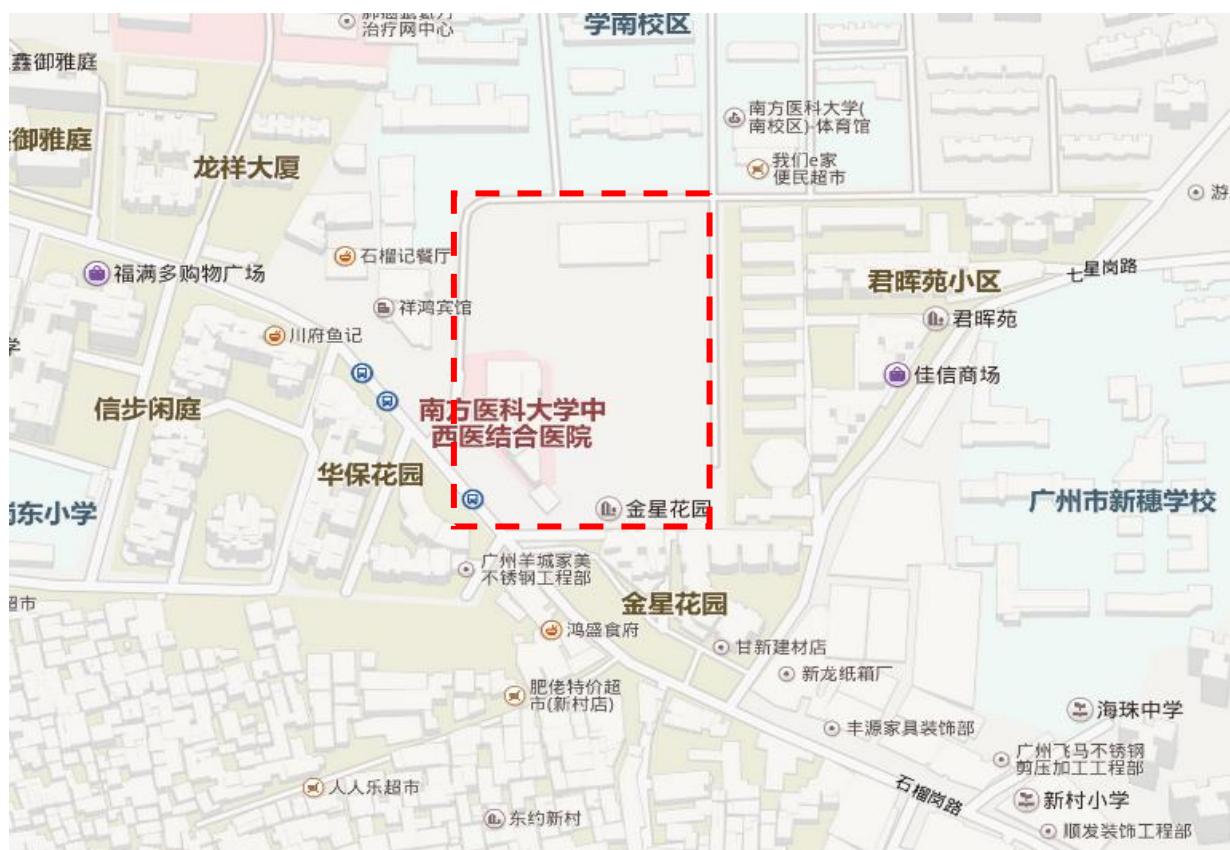 治疗网中心
学南校区
鑫御雅庭
御雅庭
龙祥大厦
南方医科大学(
南校区)-体育馆
我们e家
便民超市
游
石榴记餐厅
福满多购物广场
祥鸿宾馆
川府鱼记
君晖苑小区
七星岗路
君晖苑
佳信商场
学
信步闲庭
南方医科大学中
西医结合医院
华保花园
金星花园
广州市新穗学校
岗东小学
广州羊城家美
不锈钢工程部
金星花园
超市
鸿盛食府
甘新建材店
新龙纸箱厂
肥佬特价超
市(新村店)
海珠中学
丰源家具装饰部
广州飞马不锈钢
剪压加工工程部
人人乐超市
石榴岗路
新村小学
东约新村
顺发装饰工程部